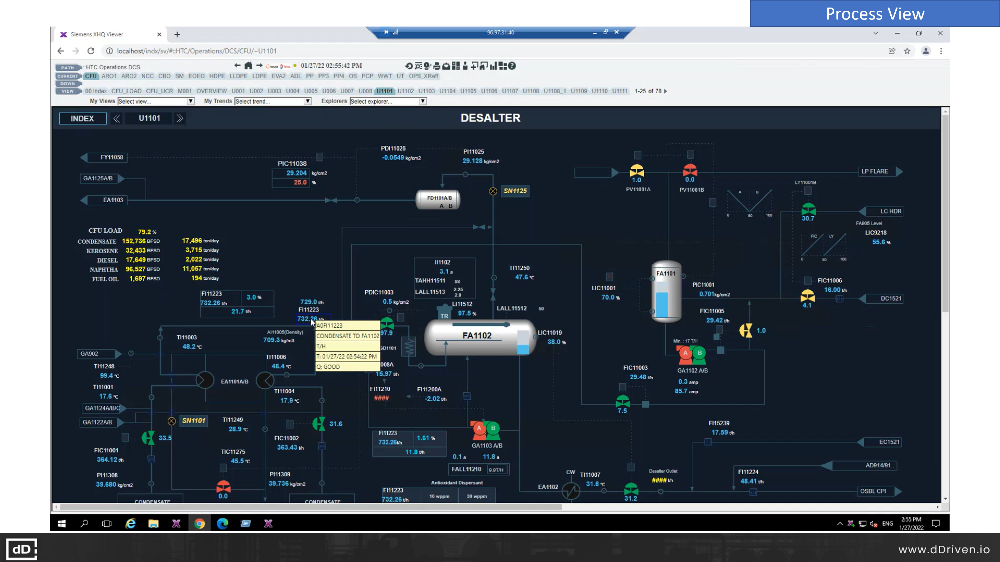 Process View
Siemens XHQ Viewer
96.97.31.40
localhost/indx/sv/#::HTC/Operations/DCS/CFU/~U1101
PATH ::HTC.Operations.DCS
01/27/22 02:55:42 PM
CURRENT CFU ARO1 ARO2 NCC CBO SM EOEG HDPE LLDPE LDPE EVA2 ADL PP PP3 PP4 OS PCP WWT UT OPS_XReff
DOWN
VIEW 00 Index CFU_LOAD CFU_UCR M001 OVERVIEW U001 U002 U003 U004 U005 U006 U007 U008 U1101 U1102 U1103 U1104 U1105 U1106 U1107 U1108 U1108_1 U1109 U1110 U1111 1-25 of 78
My Views Select view... My Trends Select trend... Explorers Select explorer...
INDEX U1101 DESALTER
FY11058
GA1125A/B
EA1103
PIC11038
29.204 kg/cm2
25.0 %
PDI11026
-0.0549 kg/cm2
PI11025
29.128 kg/cm2
FD1101A/B
A B
SN1125
1.0
PV11001A
0.0
PV11001B
LP FLARE
A B
0 50 100
LY11001B
30.7
LC HDR
FA905 Level
LIC9218
55.6 %
FIC LY
0 50 100
CFU LOAD 79.2 %
CONDENSATE 152,736 BPSD 17,496 ton/day
KEROSENE 32,433 BPSD 3,715 ton/day
DIESEL 17,649 BPSD 2,022 ton/day
NAPHTHA 96,527 BPSD 11,057 ton/day
FUEL OIL 1,697 BPSD 194 ton/day
FI11223
732.26 t/h 3.0 %
21.7 t/h
729.0 t/h
FI11223
732.26 t/h
A0FI11223
CONDENSATE TO FA1102
T/H
T: 01/27/22 02:54:22 PM
Q: GOOD
II1102
3.1 a
TAHH11511 88
LALL11513 2.25
2.0
TI11250
47.6 °C
PDIC11003
0.5 kg/cm2
LI11512
97.5 %
LALL11512 50
TR
97.9
FA1102
LIC11019
38.0 %
LIC11001
70.0 %
FA1101
PIC11001
0.701 kg/cm2
FIC11006
16.00 t/h
4.1
DC1521
FIC11005
29.42 t/h
1.0
Min. : 17 T/H
A B
GA1102 A/B
0.3 amp
85.7 amp
FIC11003
29.48 t/h
7.5
TI11003
48.2 °C
AI11005(Density)
709.3 kg/m3
GA902
TI11248
99.4 °C
TI11006
48.4 °C
EA1101A/B
TI11001
17.6 °C
TI11004
17.9 °C
GA1124A/B/C
GA1122A/B
SN1101
TI11249
28.9 °C
31.6
33.5
FIC11002
363.43 t/h
FIC11001
364.12 t/h
TIC11275
45.5 °C
PI11308
39.680 kg/cm2
PI11309
39.736 kg/cm2
0.0
CONDENSATE
CONDENSATE
15.97 t/h
FI11210
####
FI11200A
-2.02 t/h
FI11223
732.26 t/h 1.61 %
11.8 t/h
A B
GA1103 A/B
0.1 a 11.8 a
FALL11210 9.9T/H
Antioxidant Dispersant
FI11223
732.26 t/h 10 wppm 30 wppm
EA1102
CW
TI11007
31.8 °C
31.2
Desalter Outlet
#### t/h
FI15239
17.59 t/h
EC1521
AD914/91..
FI11224
48.41 t/h
OSBL CPI
ENG
2:55 PM
1/27/2022
dD
www.dDriven.io